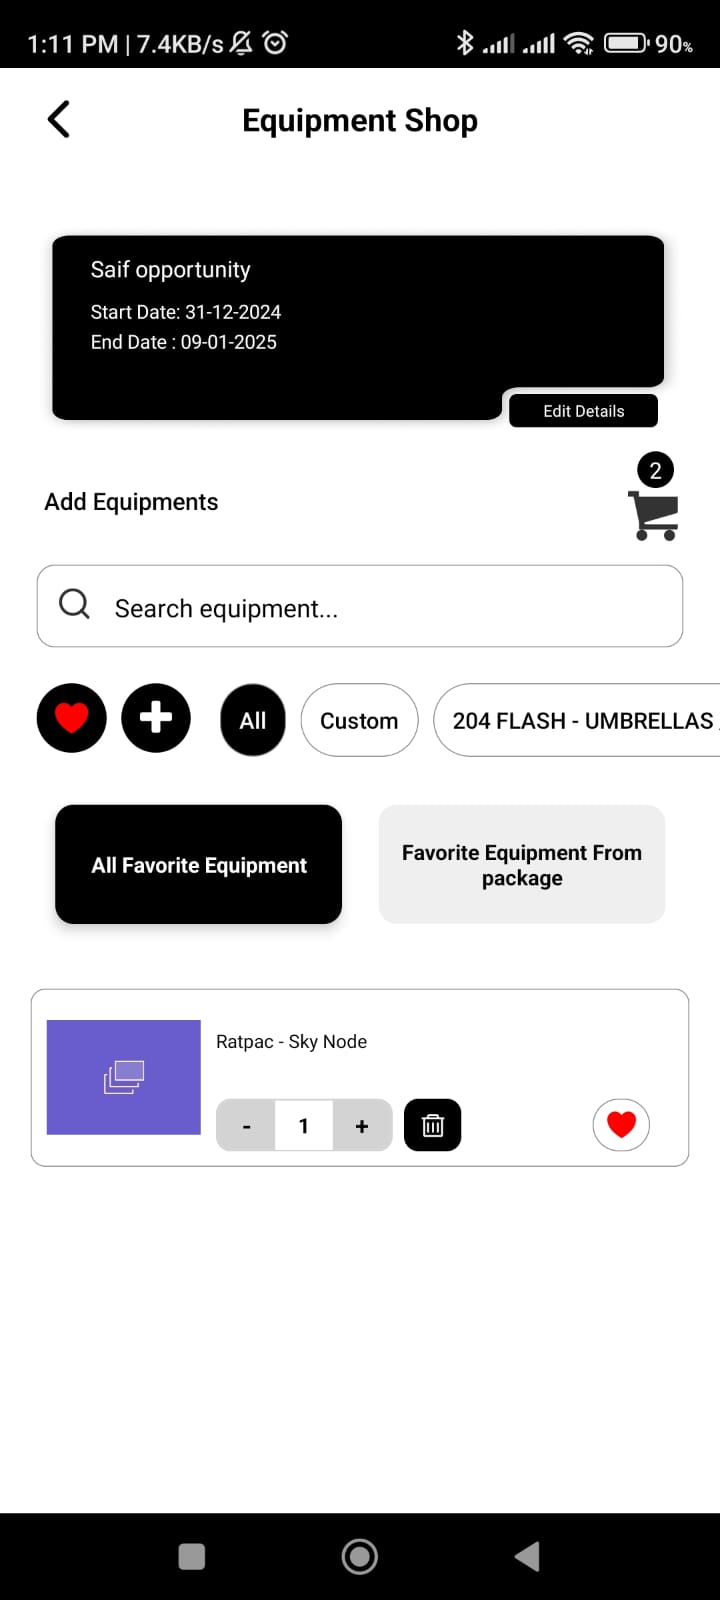 1:11 PM | 7.4KB/s 90%
Equipment Shop
Saif opportunity
Start Date: 31-12-2024
End Date : 09-01-2025
Edit Details
2
Add Equipments
Search equipment...
All Custom 204 FLASH - UMBRELLAS
All Favorite Equipment
Favorite Equipment From
package
Ratpac - Sky Node
- 1 +